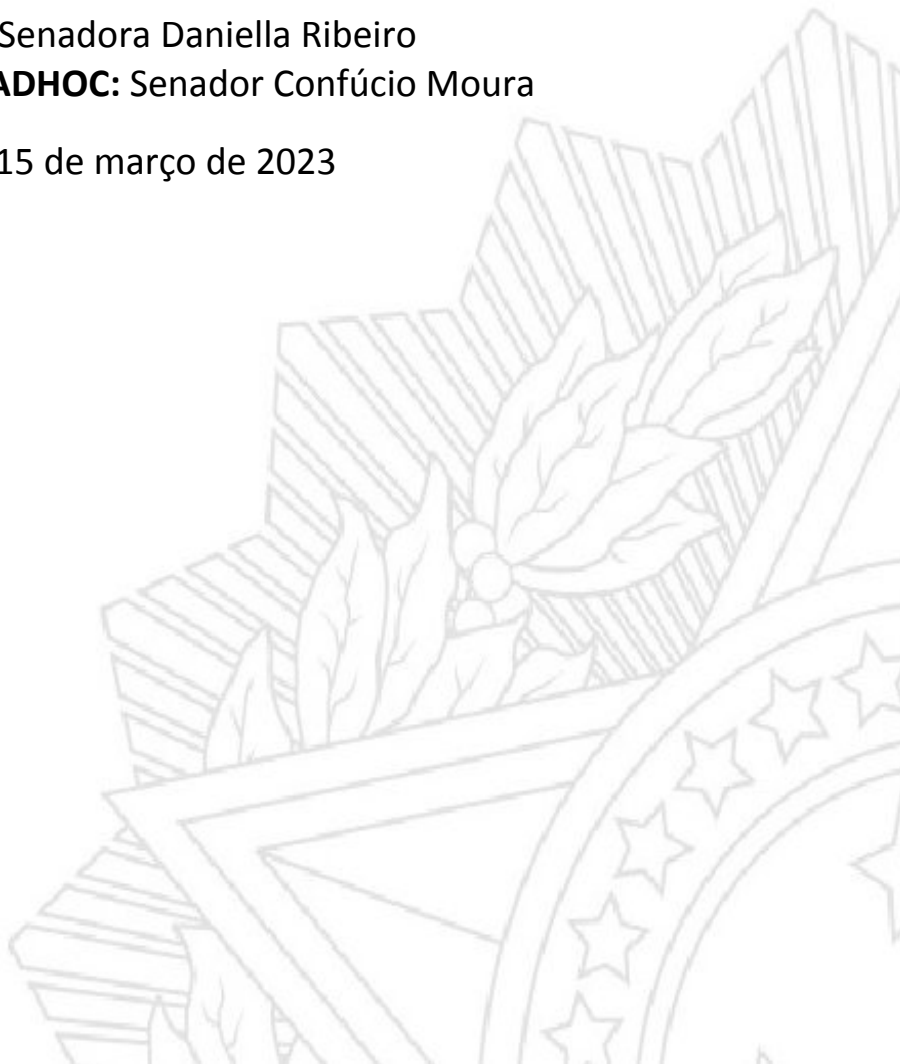 Senadora Daniella Ribeiro
ADHOC: Senador Confúcio Moura
15 de março de 2023